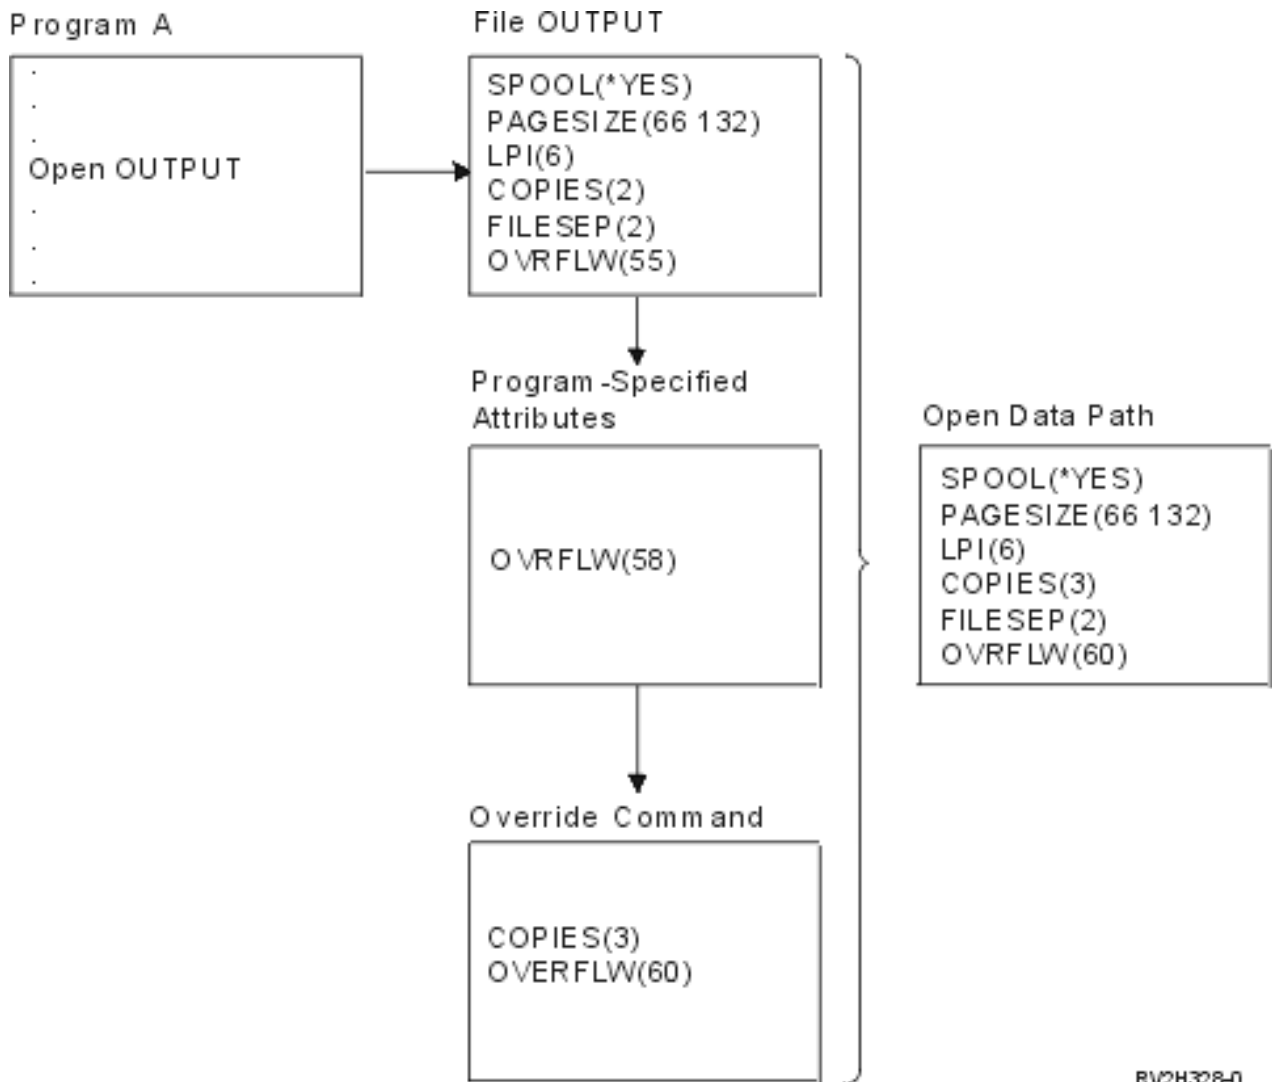 Program A
Open OUTPUT
File OUTPUT
SPOOL(*YES)
PAGESIZE(66 132)
LPI(6)
COPIES(2)
FILESEP(2)
OVRFLW(55)
Program-Specified
Attributes
OVRFLW(58)
Override Command
COPIES(3)
OVERFLW(60)
Open Data Path
SPOOL(*YES)
PAGESIZE(66 132)
LPI(6)
COPIES(3)
FILESEP(2)
OVRFLW(60)
RV2H328-0